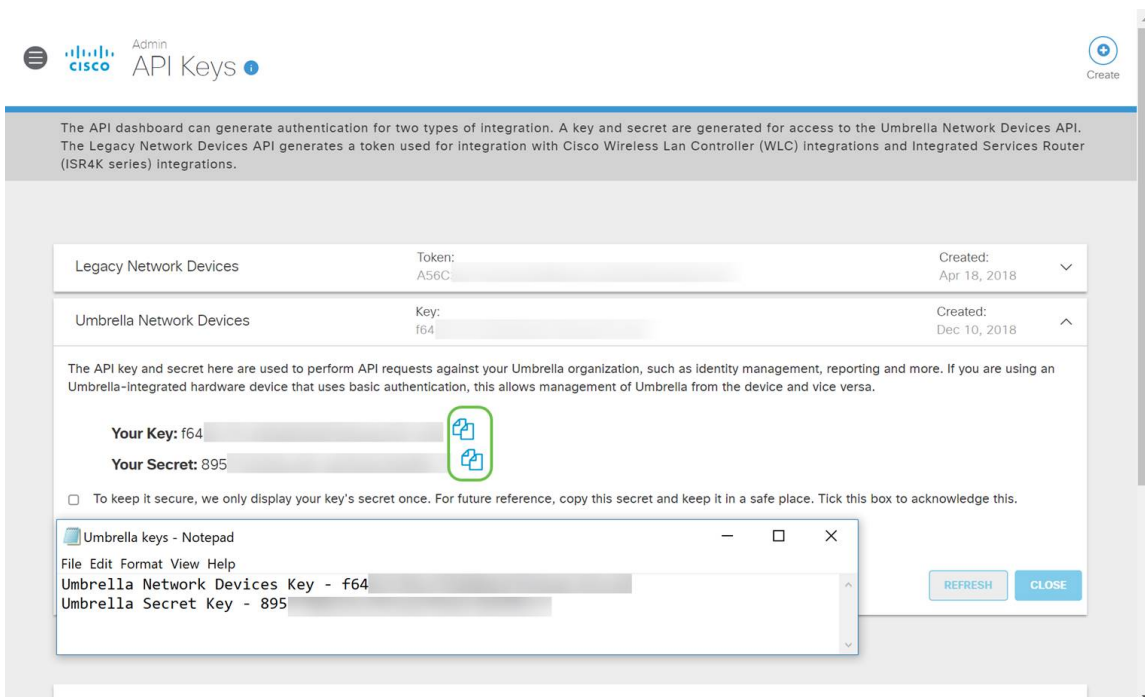 Admin
CISCO
API Keys
Create
The API dashboard can generate authentication for two types of integration. A key and secret are generated for access to the Umbrella Network Devices API.
The Legacy Network Devices API generates a token used for integration with Cisco Wireless Lan Controller (WLC) integrations and Integrated Services Router
(ISR4K series) integrations.
Legacy Network Devices
Token:
A56C
Created:
Apr 18, 2018
Umbrella Network Devices
Key:
f64
Created:
Dec 10, 2018
The API key and secret here are used to perform API requests against your Umbrella organization, such as identity management, reporting and more. If you are using an
Umbrella-integrated hardware device that uses basic authentication, this allows management of Umbrella from the device and vice versa.
Your Key: f64
Your Secret: 895
To keep it secure, we only display your key's secret once. For future reference, copy this secret and keep it in a safe place. Tick this box to acknowledge this.
Umbrella keys - Notepad
File Edit Format View Help
Umbrella Network Devices Key - f64
Umbrella Secret Key - 895
REFRESH
CLOSE